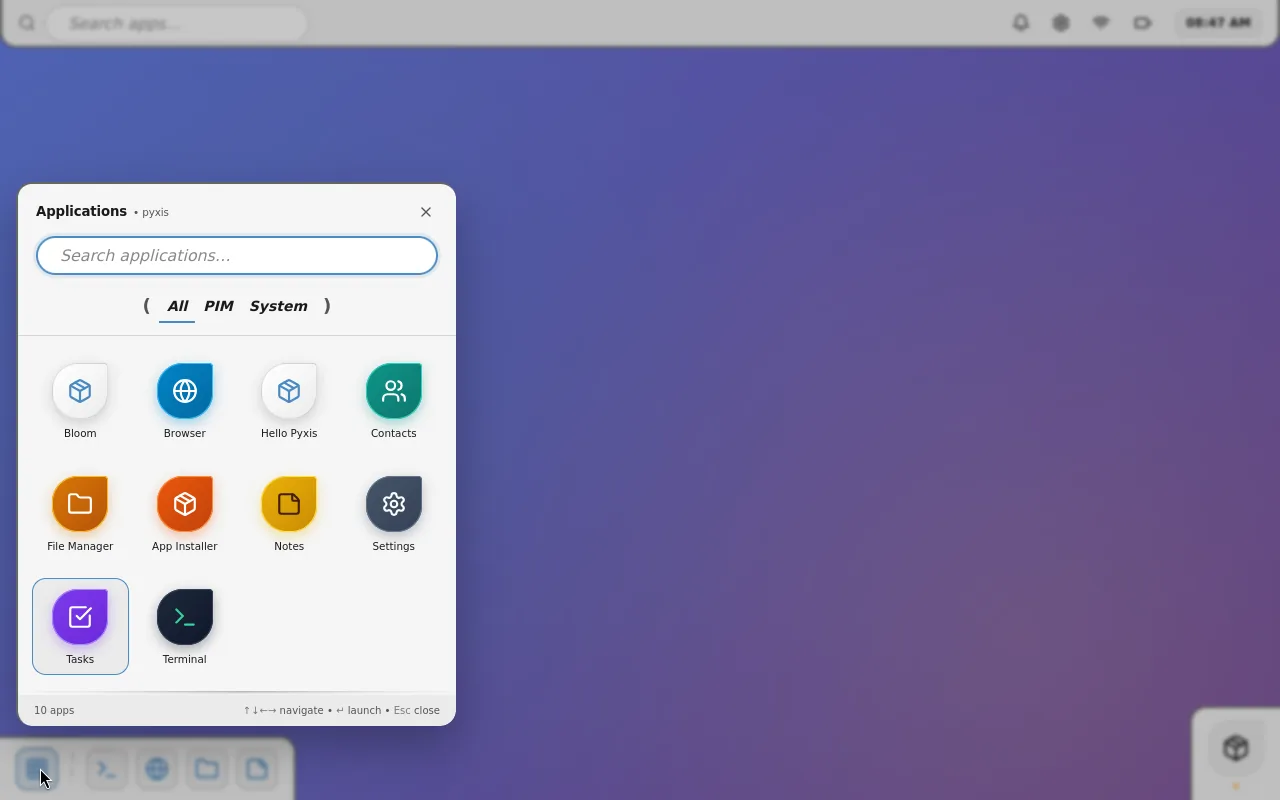 Search apps...
08:47 AM
Applications • pyxis
Search applications...
( All PIM System )
Bloom Browser Hello Pyxis Contacts
File Manager App Installer Notes Settings
Tasks Terminal
10 apps ↑↓←→ navigate • ↵ launch • Esc close